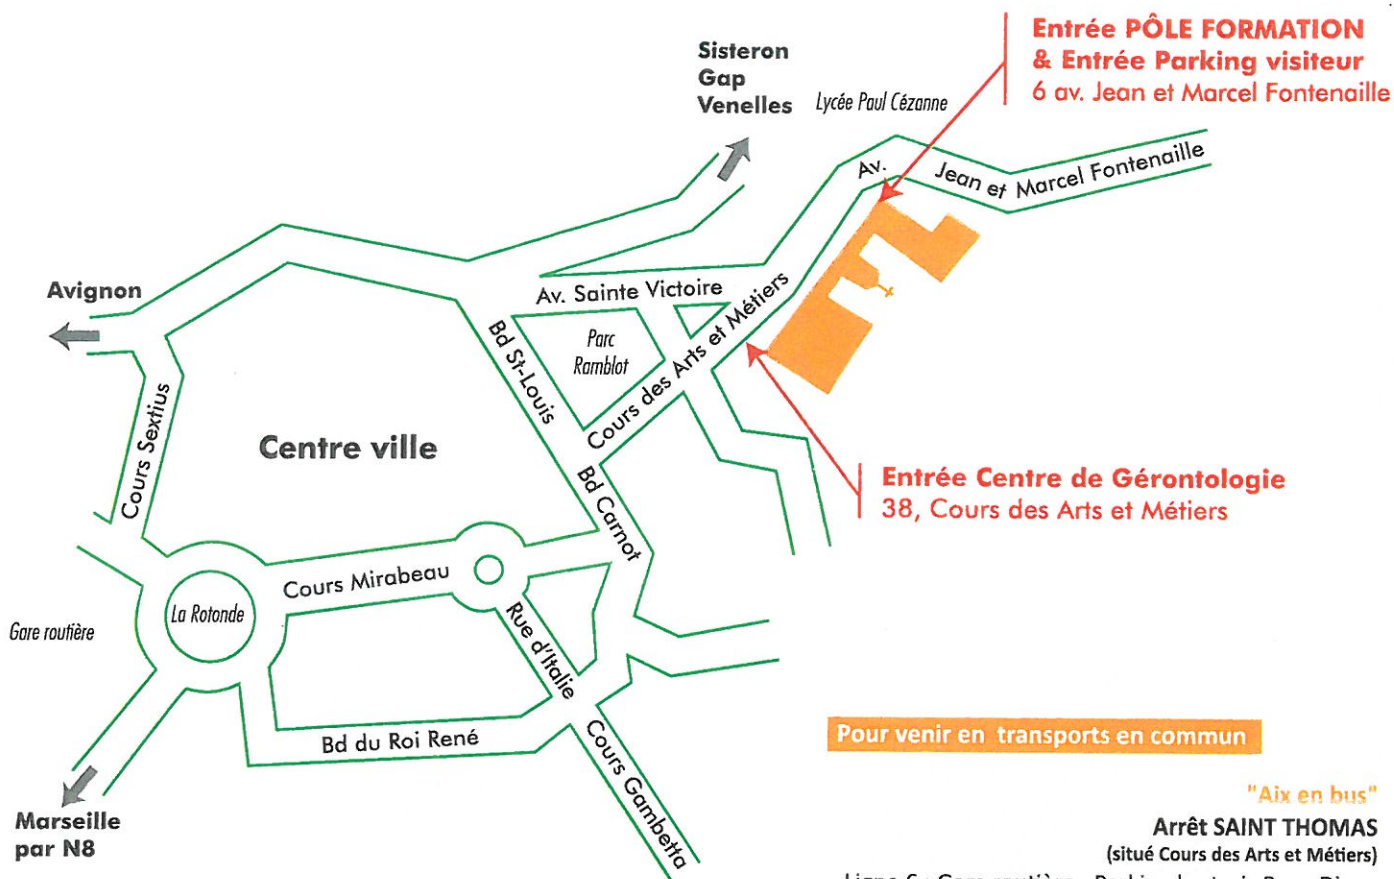 Entrée PÔLE FORMATION
& Entrée Parking visiteur
6 av. Jean et Marcel Fontenaille
Sisteron
Gap
Venelles
Lycée Paul Cézanne
Av. Jean et Marcel Fontenaille
Avignon
Av. Sainte Victoire
Parc
Ramblot
Bd St-Louis
Cours des Arts et Métiers
Cours Sextius
Centre ville
Bd Carnot
Entrée Centre de Gérontologie
38, Cours des Arts et Métiers
Cours Mirabeau
La Rotonde
Gare routière
Rue d'Italie
Bd du Roi René
Cours Gambetta
Marseille
par N8
Pour venir en transports en commun
"Aix en bus"
Arrêt SAINT THOMAS
(situé Cours des Arts et Métiers)